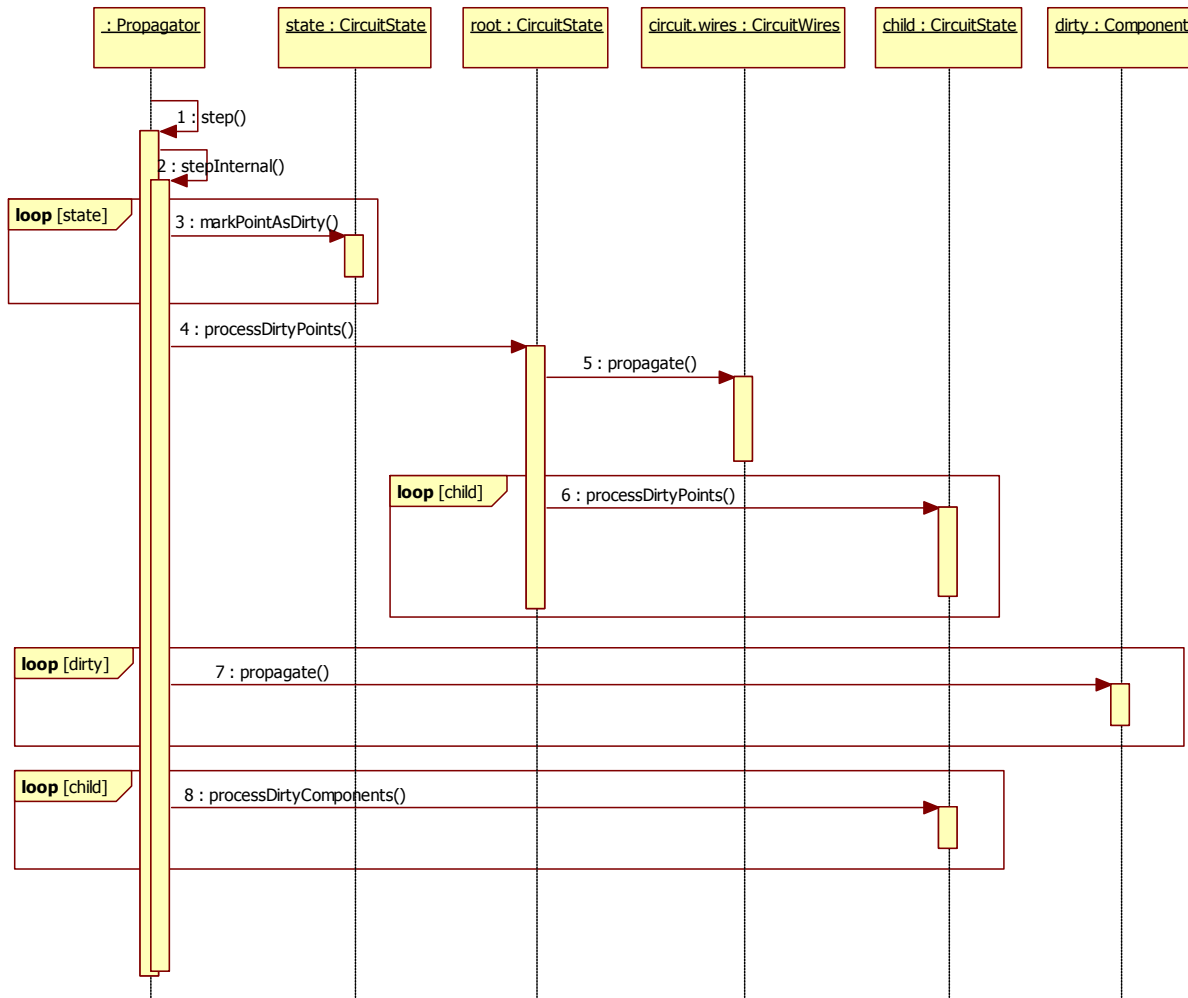 : Propagator
state : CircuitState
root : CircuitState
circuit.wires : CircuitWires
child : CircuitState
dirty : Component
1 : step()
2 : stepInternal()
loop [state]
3 : markPointAsDirty()
4 : processDirtyPoints()
5 : propagate()
loop [child]
6 : processDirtyPoints()
loop [dirty]
7 : propagate()
loop [child]
8 : processDirtyComponents()